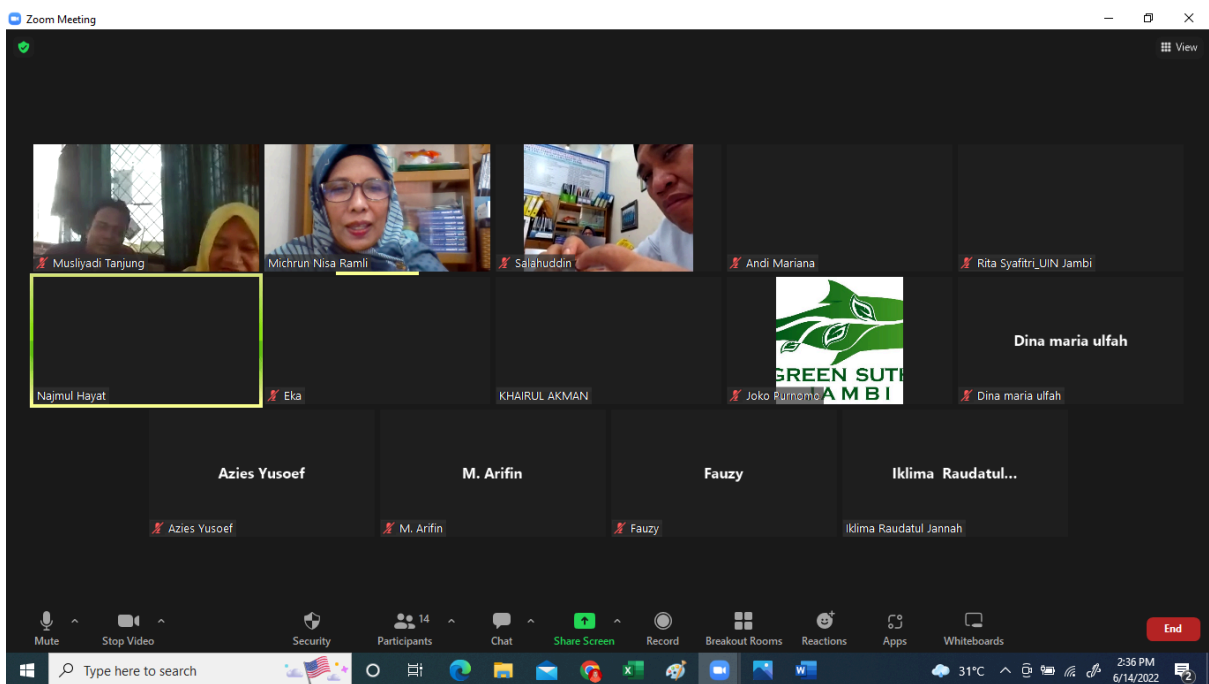 Zoom Meeting
View
Musliyadi Tanjung
Michrun Nisa Ramli
Salahuddin
Andi Mariana
Rita Syafitri_UIN Jambi
Najmul Hayat
Eka
KHAIRUL AKMAN
GREEN SUT
Joko Purnomo
AMBI
Dina maria ulfah
Dina maria ulfah
Azies Yusoef
M. Arifin
Fauzy
Iklima Raudatul...
Azies Yusoef
M. Arifin
Fauzy
Iklima Raudatul Jannah
14
Mute
Stop Video
Security
Participants
Chat
Share Screen
Record
Breakout Rooms
Reactions
Apps
Whiteboards
End
Type here to search
31°C
2:36 PM
6/14/2022
2